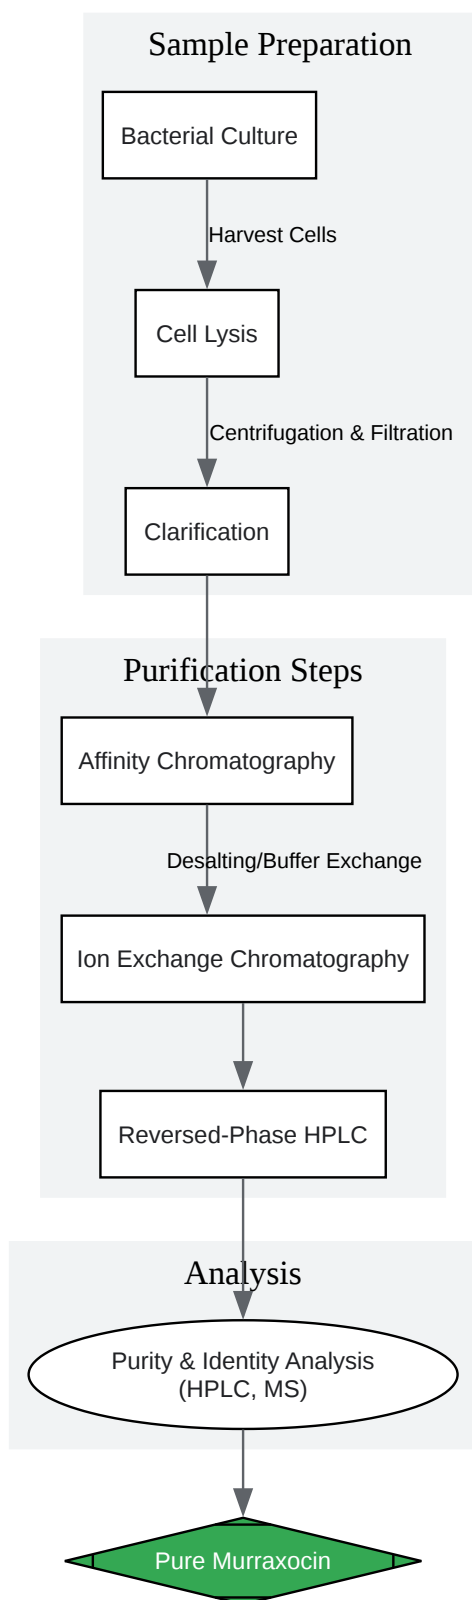 Sample Preparation
Bacterial Culture
Harvest Cells
Cell Lysis
Centrifugation & Filtration
Clarification
Purification Steps
Affinity Chromatography
Desalting/Buffer Exchange
Ion Exchange Chromatography
Reversed-Phase HPLC
Analysis
Purity & Identity Analysis
(HPLC, MS)
Pure Murraxocin